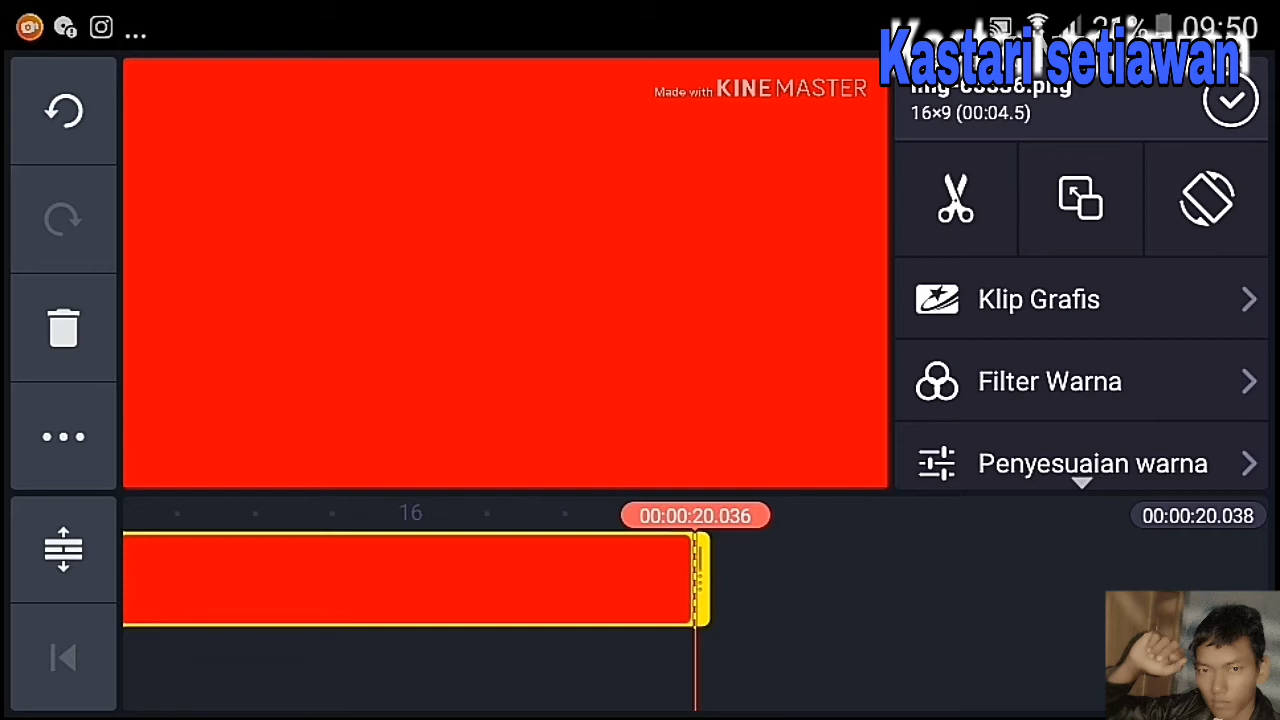 ... 21% 09:50
Kastari setiawan
Made with KINEMASTER
16×9 (00:04.5)
Klip Grafis
Filter Warna
Penyesuaian warna
16
00:00:20.036
00:00:20.038